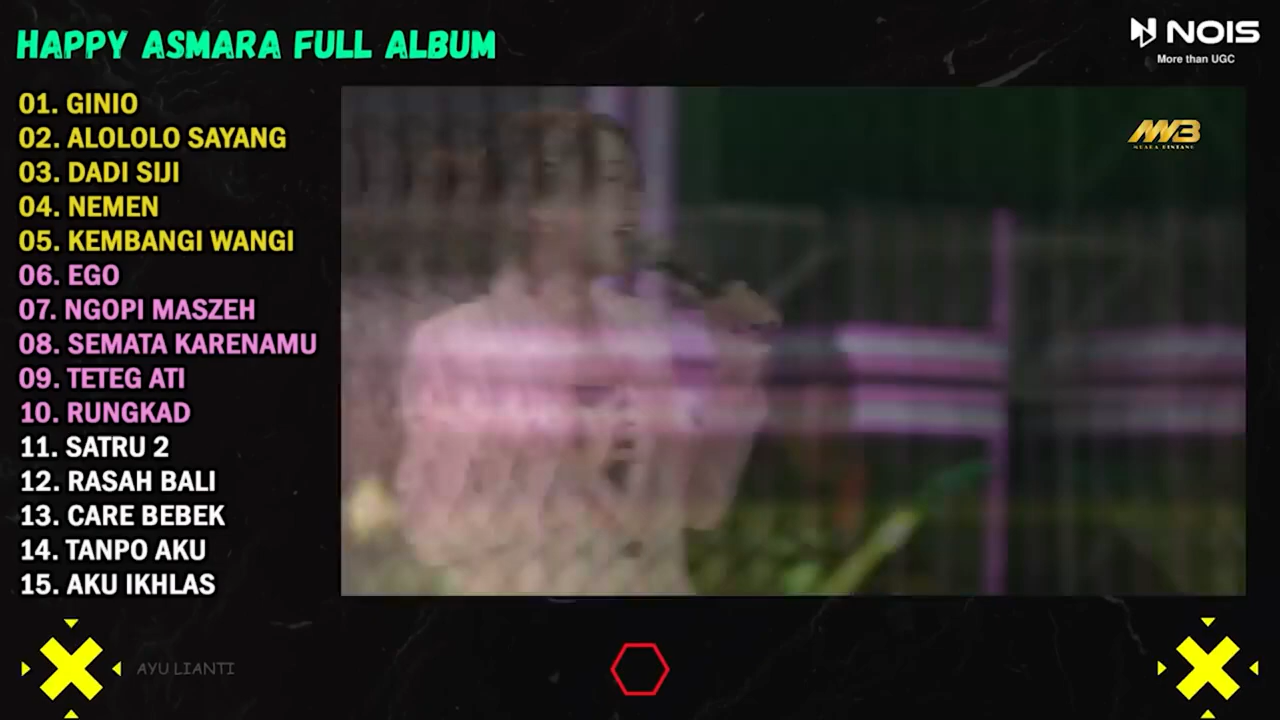 HAPPY ASMARA FULL ALBUM
NOIS
More than UGC
01. GINIO
02. ALOLOLO SAYANG
03. DADI SIJI
04. NEMEN
05. KEMBANGI WANGI
06. EGO
07. NGOPI MASZEH
08. SEMATA KARENAMU
09. TETEG ATI
10. RUNGKAD
11. SATRU 2
12. RASAH BALI
13. CARE BEBEK
14. TANPO AKU
15. AKU IKHLAS
MUARA BINTANG
AYU LIANTI